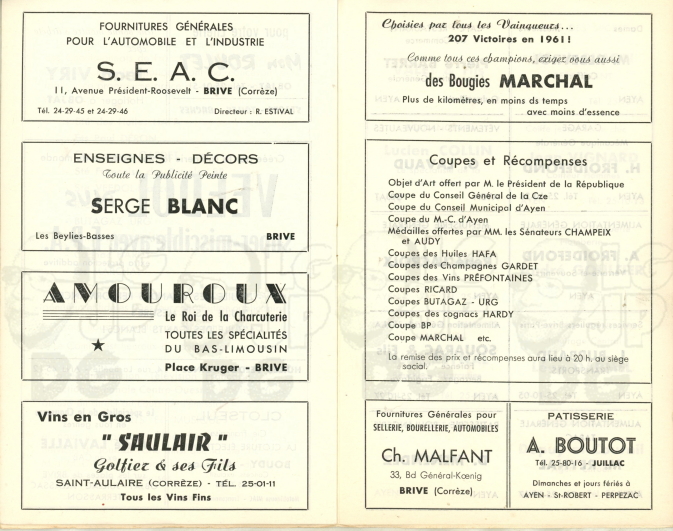 FOURNITURES GÉNÉRALES
POUR L'AUTOMOBILE ET L'INDUSTRIE
S. E. A. C.
11, Avenue Président-Roosevelt - BRIVE (Corrèze)
Tél. 24-29-45 et 24-29-46 Directeur : R. ESTIVAL
ENSEIGNES - DÉCORS
Toute la Publicité Peinte
SERGE BLANC
Les Beylies-Basses BRIVE
AMOUROUX
Le Roi de la Charcuterie
TOUTES LES SPÉCIALITÉS
DU BAS-LIMOUSIN
Place Kruger - BRIVE
Vins en Gros
" S'AULAIR "
Golfier & ses Fils
SAINT-AULAIRE (CORRÈZE) - TÉL. 25-01-11
Tous les Vins Fins
Choisies par tous les Vainqueurs...
207 Victoires en 1961 !
Comme tous ces champions, exigez vous aussi
des Bougies MARCHAL
Plus de kilomètres, en moins ds temps
... avec moins d'essence
Coupes et Récompenses
Objet d'Art offert par M. le Président de la République
Coupe du Conseil Général de la Cze
Coupe du Conseil Municipal d'Ayen
Coupe du M.-C. d'Ayen
Médailles offertes par MM. les Sénateurs CHAMPEIX
et AUDY
Coupes des Huiles HAFA
Coupes des Champagnes GARDET
Coupes des Vins PRÉFONTAINES
Coupes RICARD
Coupes BUTAGAZ - URG
Coupes des cognacs HARDY
Coupe BP
Coupe MARCHAL etc.
La remise des prix et récompenses aura lieu à 20 h. au siège
social.
Fournitures Générales pour
SELLERIE, BOURELLERIE, AUTOMOBILES
Ch. MALFANT
33, Bd Général-Kœnig
BRIVE (Corrèze)
PATISSERIE
A. BOUTOT
Tél. 25-80-16 - JUILLAC
Dimanches et jours fériés à
AYEN - St-ROBERT - PERPEZAC